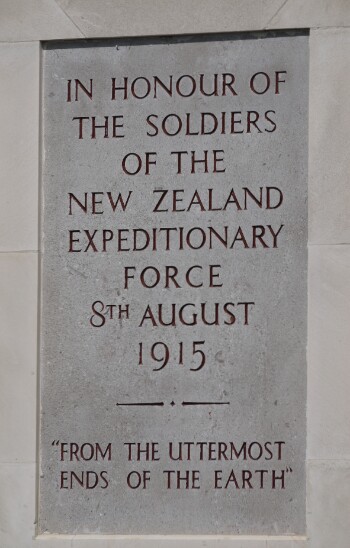 IN HONOUR OF
THE SOLDIERS
OF THE
NEW ZEALAND
EXPEDITIONARY
FORCE
8TH AUGUST
1915
"FROM THE UTTERMOST
ENDS OF THE EARTH"